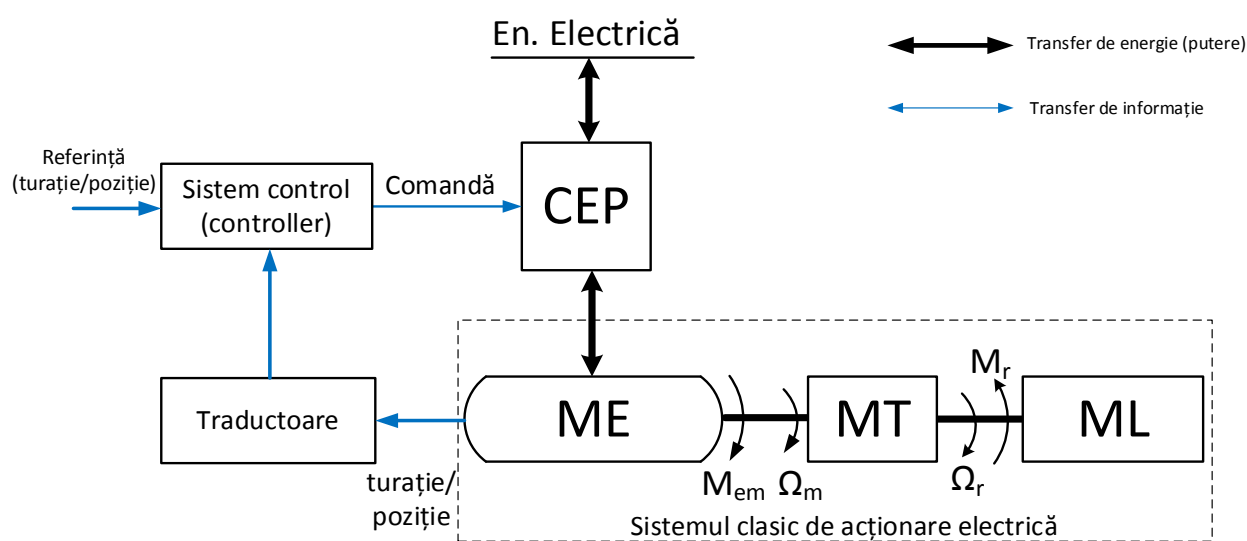 En. Electrică
Transfer de energie (putere)
Transfer de informație
Referință
(turație/poziție)
Sistem control
(controller)
Comandă
CEP
Traductoare
turație/
poziție
ME
MT
ML
Mem
Ωm
Ωr
Mr
Sistemul clasic de acționare electrică